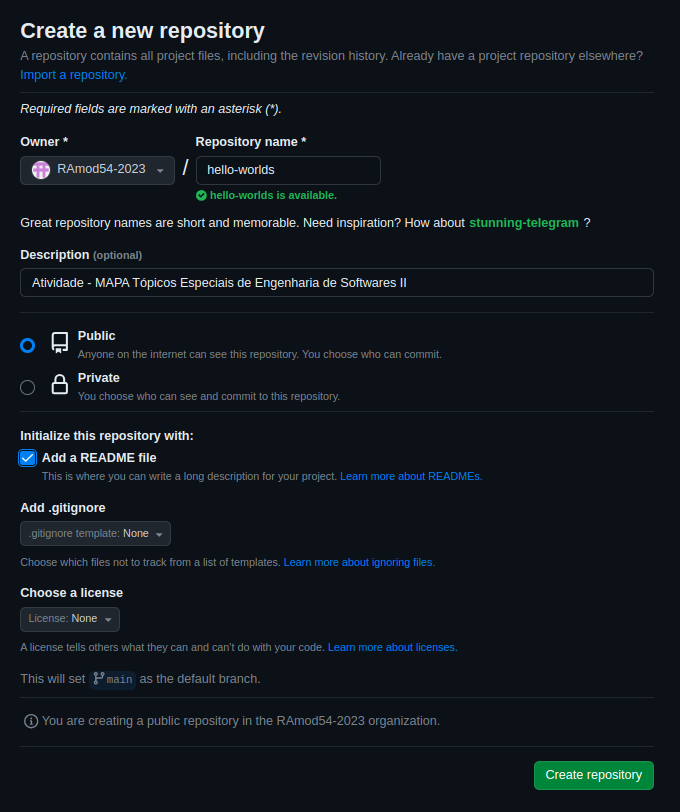 Create a new repository
A repository contains all project files, including the revision history. Already have a project repository elsewhere?
Import a repository.
Required fields are marked with an asterisk (*).
Owner * Repository name *
RAmod54-2023 / hello-worlds
hello-worlds is available.
Great repository names are short and memorable. Need inspiration? How about stunning-telegram ?
Description (optional)
Atividade - MAPA Tópicos Especiais de Engenharia de Softwares II
Public
Anyone on the internet can see this repository. You choose who can commit.
Private
You choose who can see and commit to this repository.
Initialize this repository with:
Add a README file
This is where you can write a long description for your project. Learn more about READMEs.
Add .gitignore
.gitignore template: None
Choose which files not to track from a list of templates. Learn more about ignoring files.
Choose a license
License: None
A license tells others what they can and can't do with your code. Learn more about licenses.
This will set main as the default branch.
You are creating a public repository in the RAmod54-2023 organization.
Create repository